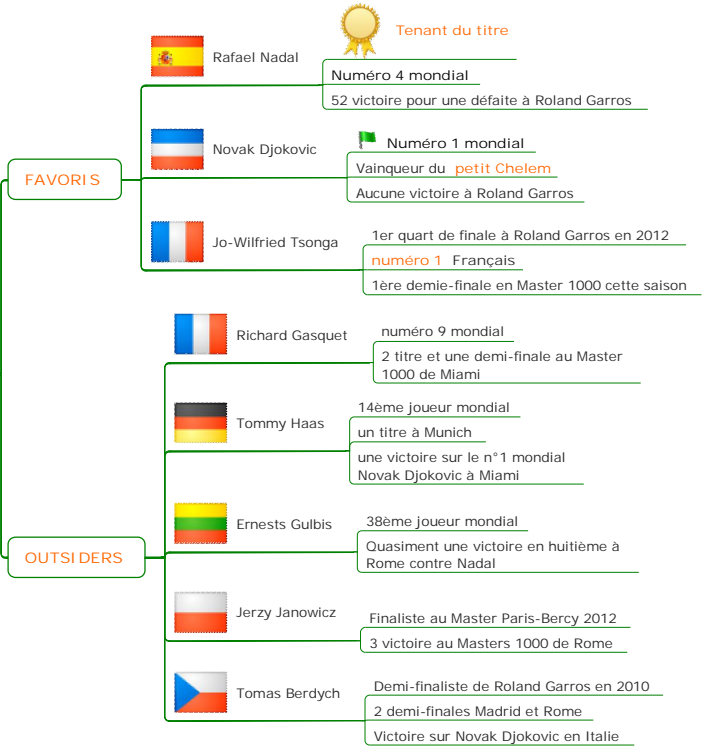 Tenant du titre
Rafael Nadal
Numéro 4 mondial
52 victoire pour une défaite à Roland Garros
Numéro 1 mondial
Novak Djokovic
Vainqueur du petit Chelem
FAVORIS
Aucune victoire à Roland Garros
1er quart de finale à Roland Garros en 2012
Jo-Wilfried Tsonga
numéro 1 Français
1ère demie-finale en Master 1000 cette saison
Richard Gasquet
numéro 9 mondial
2 titre et une demi-finale au Master
1000 de Miami
14ème joueur mondial
Tommy Haas
un titre à Munich
une victoire sur le n°1 mondial
Novak Djokovic à Miami
Ernests Gulbis
38ème joueur mondial
Quasiment une victoire en huitième à
Rome contre Nadal
OUTSIDERS
Jerzy Janowicz
Finaliste au Master Paris-Bercy 2012
3 victoire au Masters 1000 de Rome
Demi-finaliste de Roland Garros en 2010
Tomas Berdych
2 demi-finales Madrid et Rome
Victoire sur Novak Djokovic en Italie